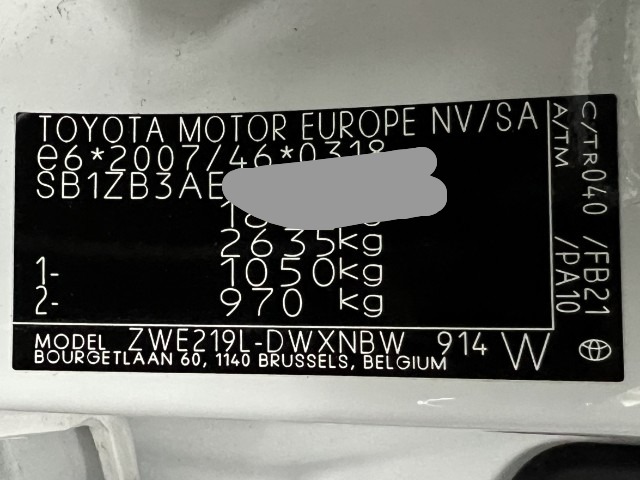 TOYOTA MOTOR EUROPE NV/SA
e6*2007/46*0318
SB1ZB3AE
kg
2635kg
1- 1050kg
2- 970 kg
MODEL ZWE219L-DWXNBW 914 W
BOURGETLAAN 60, 1140 BRUSSELS, BELGIUM
C/TR040 /FB21
A/TM /PA10